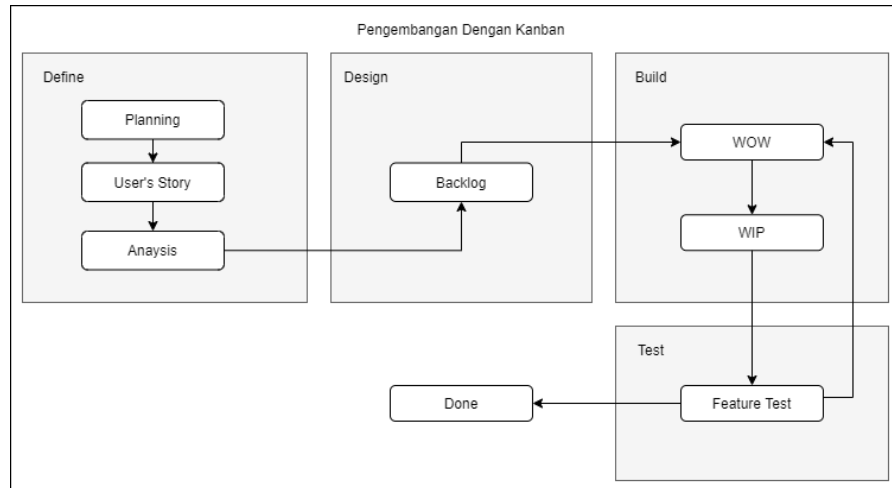 Pengembangan Dengan Kanban
Define
Planning
User's Story
Anaysis
Design
Backlog
Build
WOW
WIP
Test
Feature Test
Done